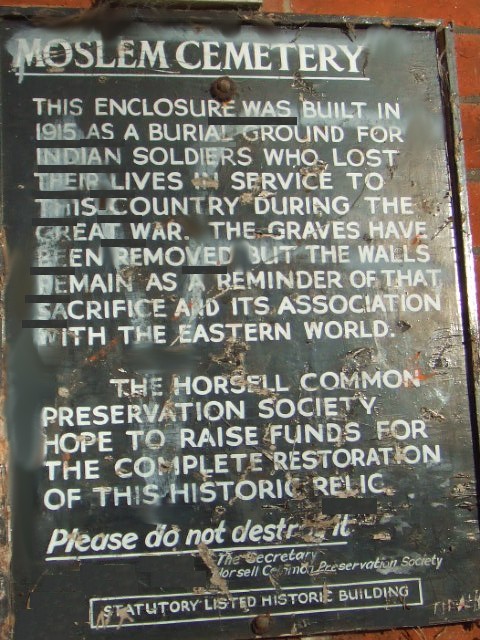 MOSLEM CEMETERY
THIS ENCLOSURE WAS BUILT IN
1915 AS A BURIAL GROUND FOR
INDIAN SOLDIERS WHO LOST
THEIR LIVES IN SERVICE TO
THIS COUNTRY DURING THE
GREAT WAR. THE GRAVES HAVE
BEEN REMOVED BUT THE WALLS
REMAIN AS A REMINDER OF THAT
SACRIFICE AND ITS ASSOCIATION
WITH THE EASTERN WORLD.
THE HORSELL COMMON
PRESERVATION SOCIETY
HOPE TO RAISE FUNDS FOR
THE COMPLETE RESTORATION
OF THIS HISTORIC RELIC.
Please do not destroy it
The Secretary
Horsell Common Preservation Society
STATUTORY LISTED HISTORIC BUILDING